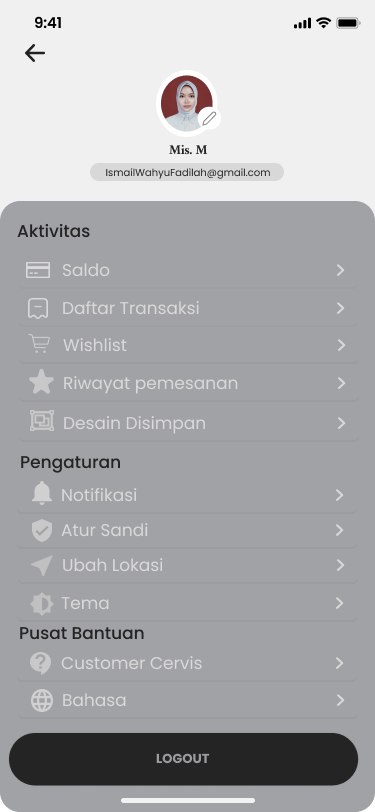 9:41
Mis. M
IsmailWahyuFadilah@gmail.com
Aktivitas
Saldo
Daftar Transaksi
Wishlist
Riwayat pemesanan
Desain Disimpan
Pengaturan
Notifikasi
Atur Sandi
Ubah Lokasi
Tema
Pusat Bantuan
Customer Cervis
Bahasa
LOGOUT